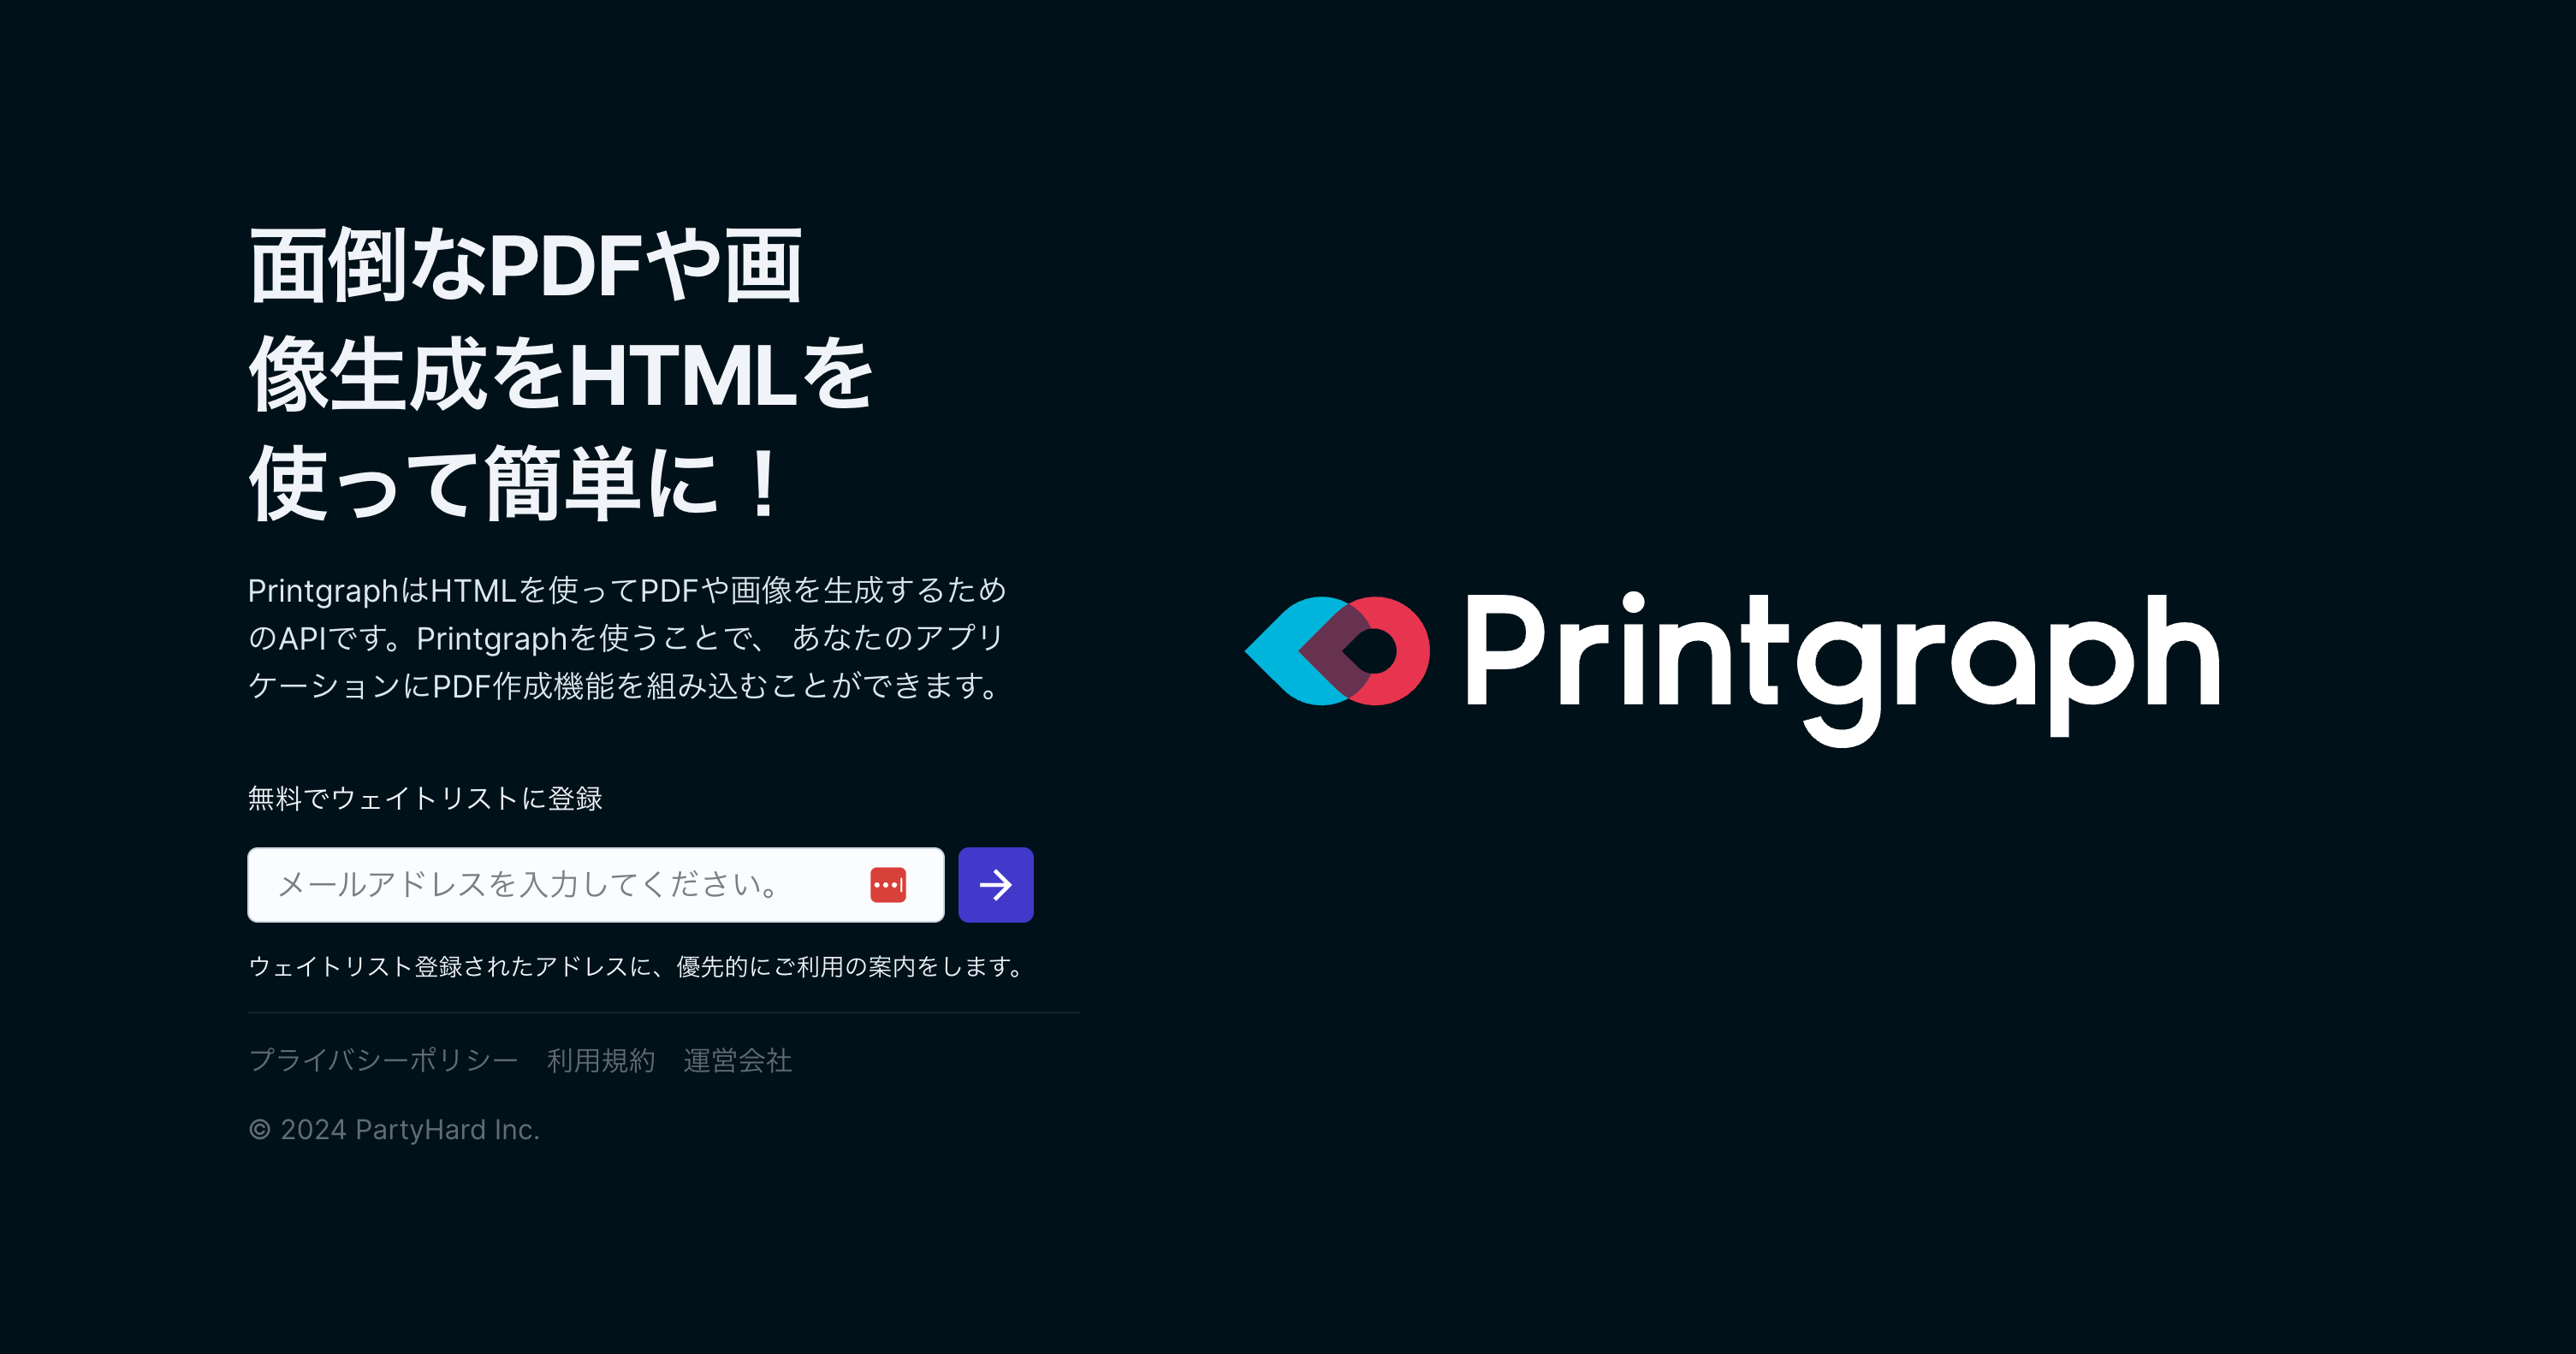 面倒なPDFや画
像生成をHTMLを
使って簡単に！
PrintgraphはHTMLを使ってPDFや画像を生成するため
のAPIです。Printgraphを使うことで、 あなたのアプリ
ケーションにPDF作成機能を組み込むことができます。
無料でウェイトリストに登録
メールアドレスを入力してください。
ウェイトリスト登録されたアドレスに、優先的にご利用の案内をします。
プライバシーポリシー 利用規約 運営会社
© 2024 PartyHard Inc.
Printgraph